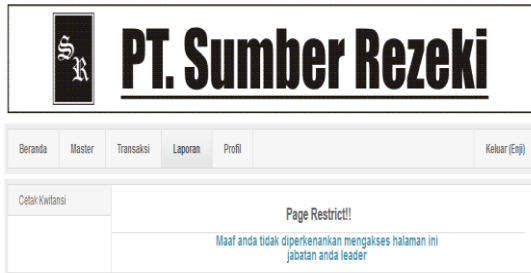 SR
PT. Sumber Rezeki
Beranda Master Transaksi Laporan Profil Keluar (Enji)
Cetak Kwitansi
Page Restrict!!
Maaf anda tidak diperkenankan mengakses halaman ini
jabatan anda leader